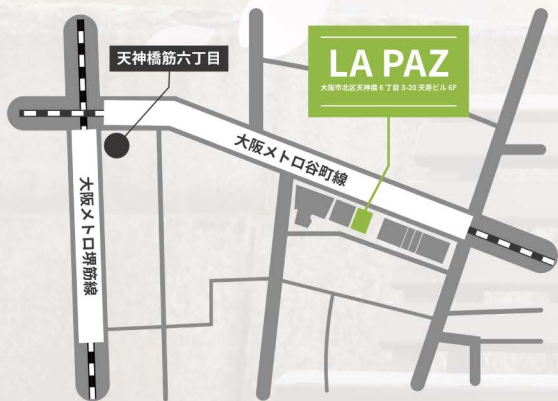 天神橋筋六丁目
LA PAZ
大阪市北区天神橋 6 丁目 3-20 天寿ビル 6F
大阪メトロ谷町線
大阪メトロ堺筋線